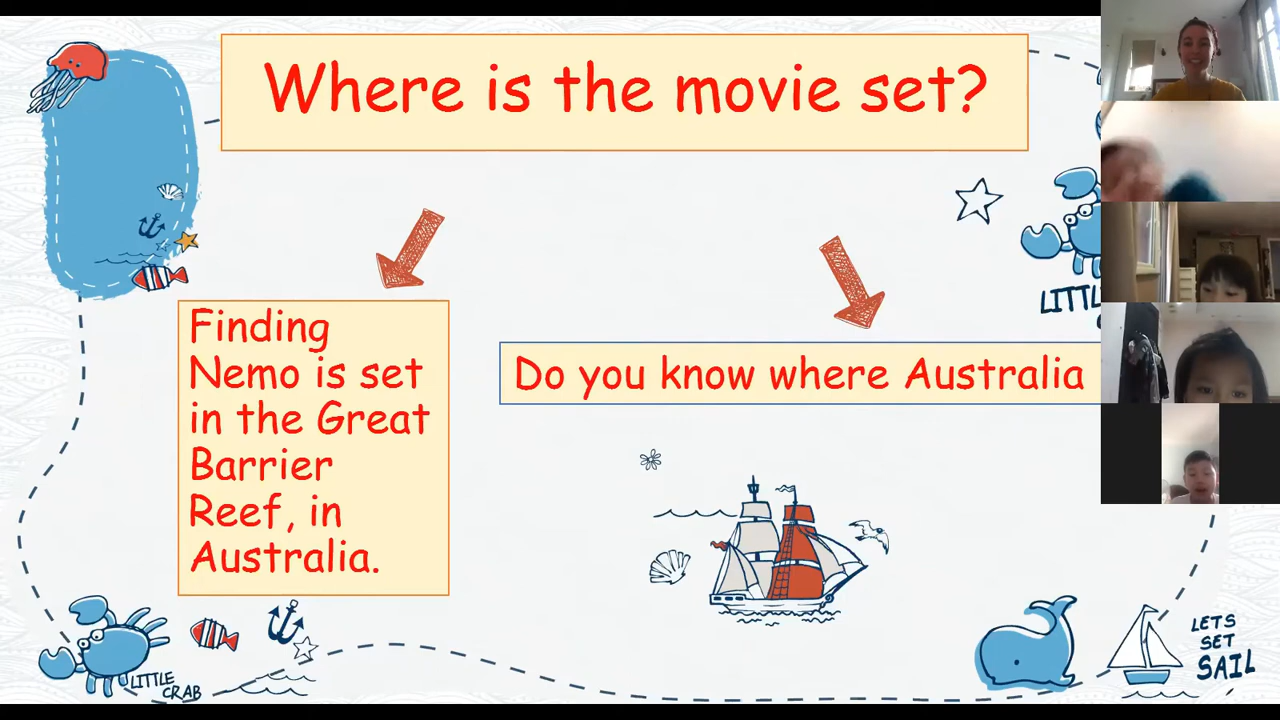 Where is the movie set?
Finding
Nemo is set
in the Great
Barrier
Reef, in
Australia.
Do you know where Australia
LITTLE
CRAB
LETS
SET
SAIL